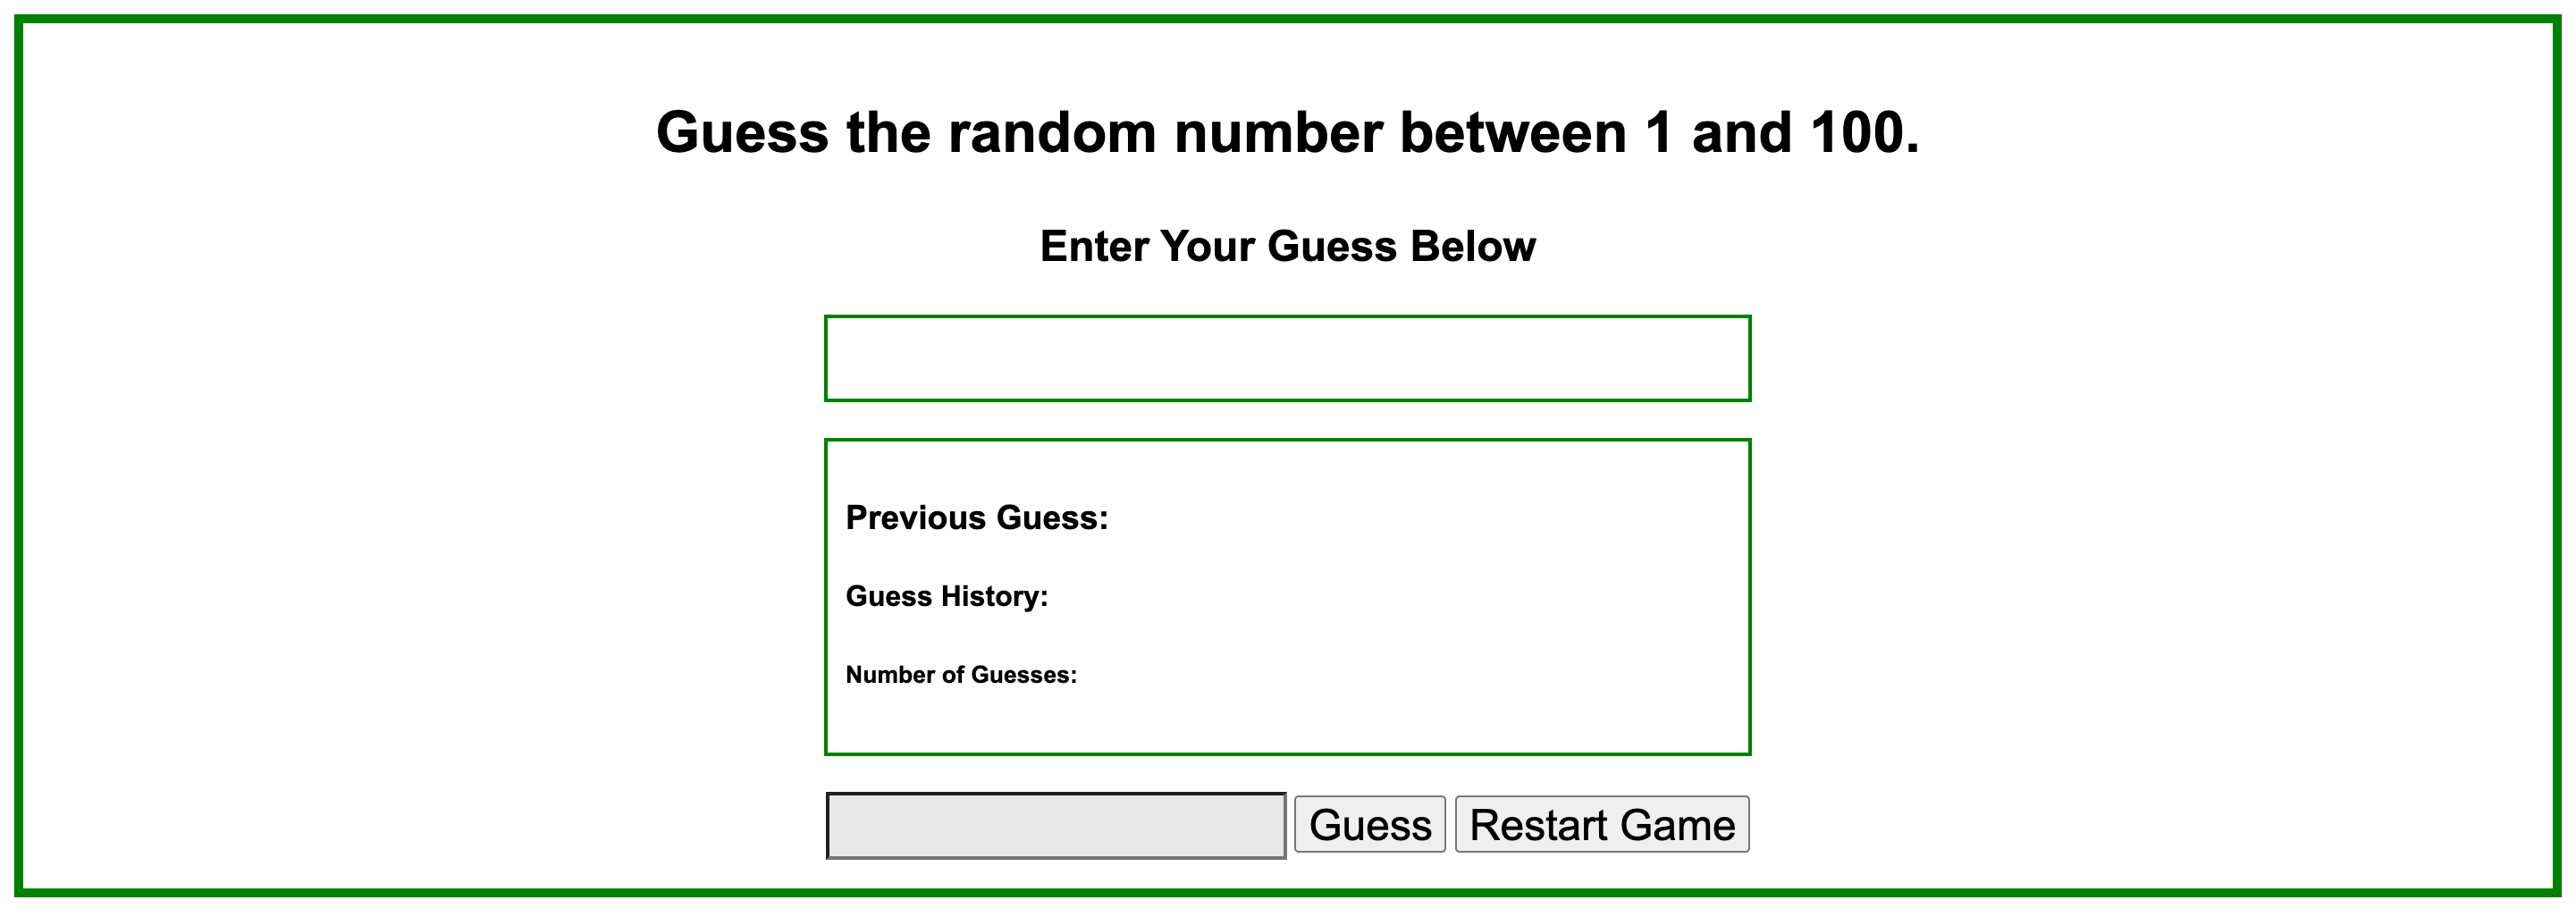 Guess the random number between 1 and 100.
Enter Your Guess Below
Previous Guess:
Guess History:
Number of Guesses:
Guess Restart Game